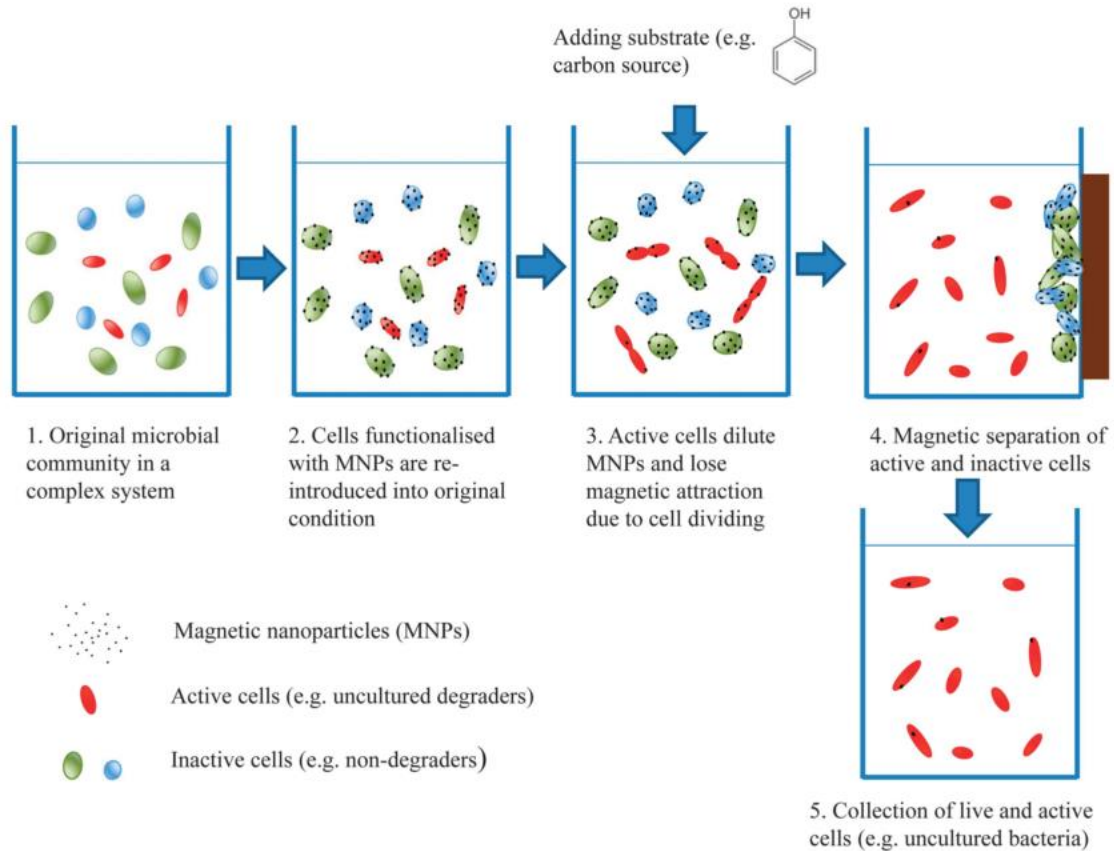 Adding substrate (e.g.
carbon source)
OH
1. Original microbial
community in a
complex system
2. Cells functionalised
with MNPs are re-
introduced into original
condition
3. Active cells dilute
MNPs and lose
magnetic attraction
due to cell dividing
4. Magnetic separation of
active and inactive cells
Magnetic nanoparticles (MNPs)
Active cells (e.g. uncultured degraders)
Inactive cells (e.g. non-degraders)
5. Collection of live and active
cells (e.g. uncultured bacteria)